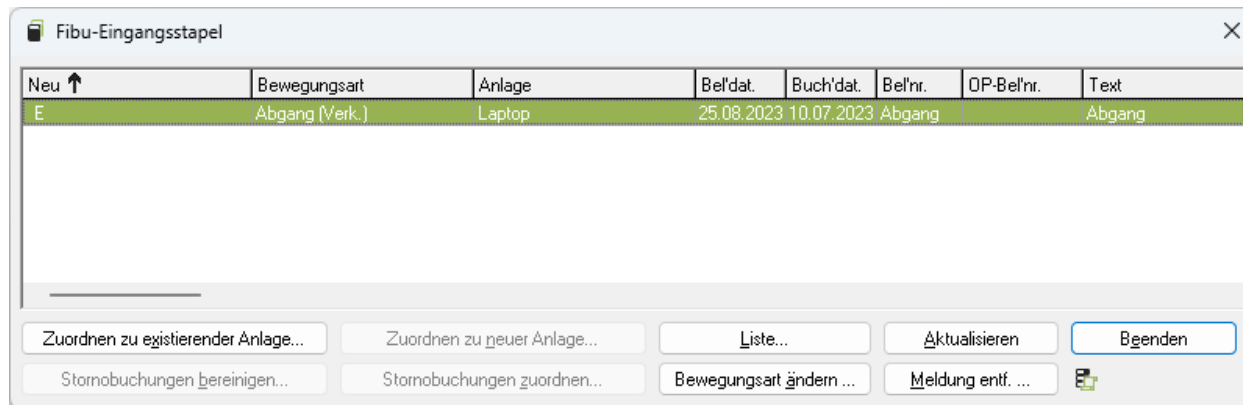 Fibu-Eingangsstapel
Neu Bewegungsart Anlage Bel'dat. Buch'dat. Bel'nr. OP-Bel'nr. Text
E Abgang (Verk.) Laptop 25.08.2023 10.07.2023 Abgang Abgang
Zuordnen zu existierender Anlage... Zuordnen zu neuer Anlage... Liste... Aktualisieren Beenden
Stornobuchungen bereinigen... Stornobuchungen zuordnen... Bewegungsart ändern ... Meldung entf. ...